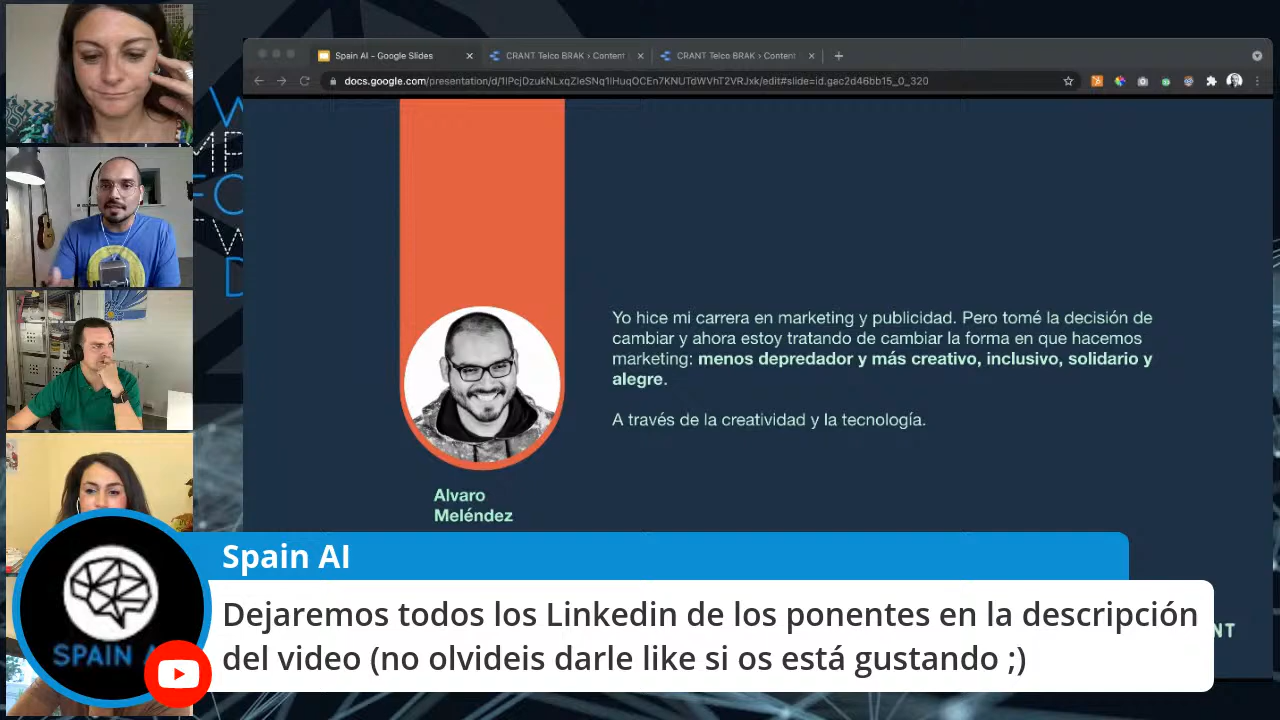 Spain AI - Google Slides
CRANT Telco BRAK › Content
CRANT Telco BRAK › Content
docs.google.com/presentation/d/1IPcjDzukNLxqZIeSNq1IHuqOCEn7KNUTdWVhT2VRJxk/edit#slide=id.gec2d46bb15_0_320
Yo hice mi carrera en marketing y publicidad. Pero tomé la decisión de
cambiar y ahora estoy tratando de cambiar la forma en que hacemos
marketing: menos depredador y más creativo, inclusivo, solidario y
alegre.
A través de la creatividad y la tecnología.
Alvaro
Meléndez
Spain AI
Dejaremos todos los Linkedin de los ponentes en la descripción
del video (no olvideis darle like si os está gustando ;)
SPAIN A
NT